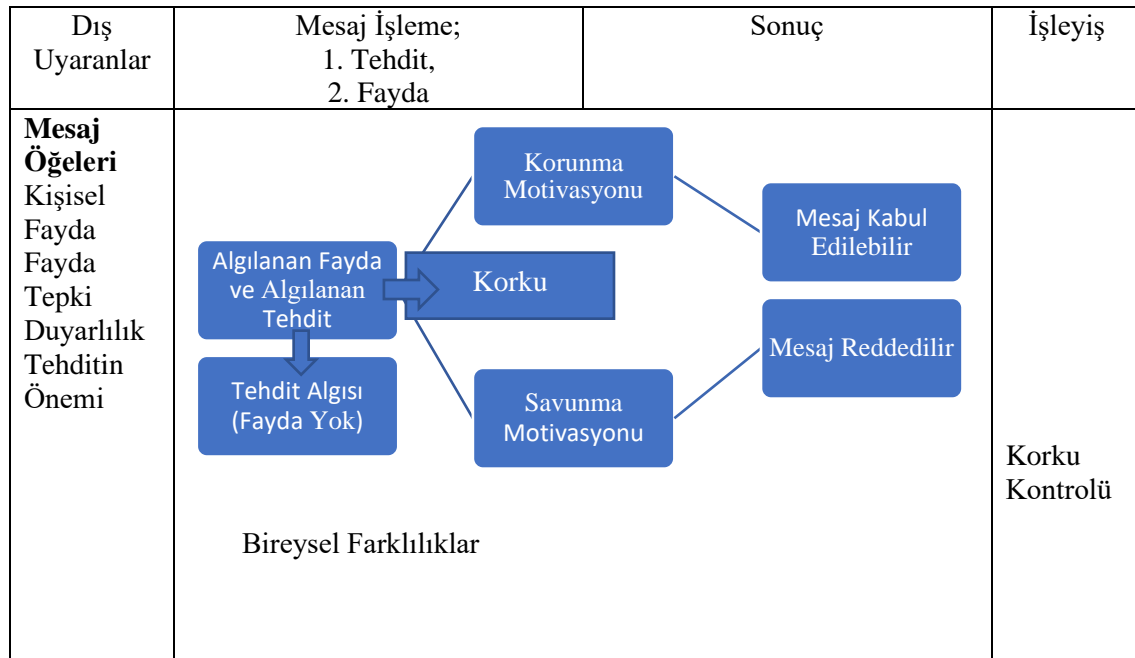 Dış
Uyaranlar
Mesaj İşleme;
1. Tehdit,
2. Fayda
Sonuç
İşleyiş
Mesaj
Öğeleri
Kişisel
Fayda
Fayda
Tepki
Duyarlılık
Tehditin
Önemi
Algılanan Fayda
ve Algılanan
Tehdit
Tehdit Algısı
(Fayda Yok)
Korku
Korunma
Motivasyonu
Savunma
Motivasyonu
Mesaj Kabul
Edilebilir
Mesaj Reddedilir
Bireysel Farklılıklar
Korku
Kontrolü